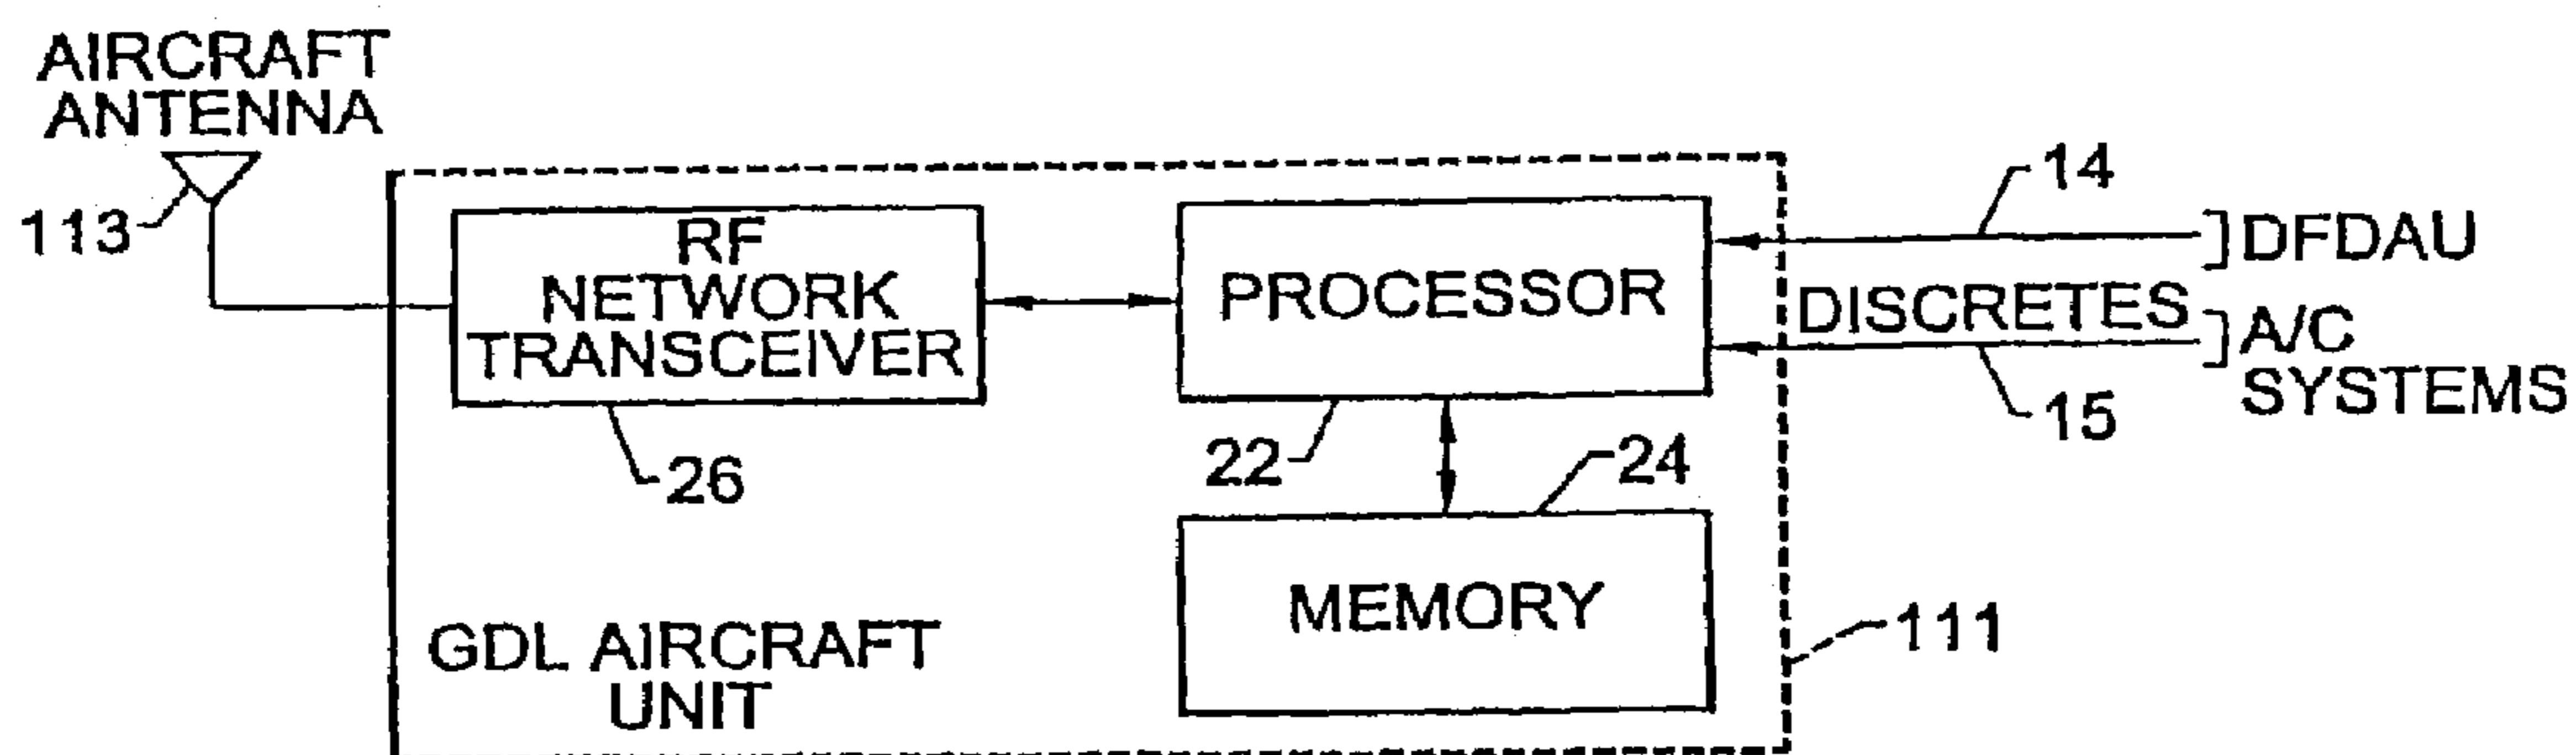 AIRCRAFT
ANTENNA
113
RF
NETWORK
TRANSCEIVER
26
PROCESSOR
22
24
MEMORY
GDL AIRCRAFT
UNIT
14
DFDAU
DISCRETES
A/C
SYSTEMS
15
111